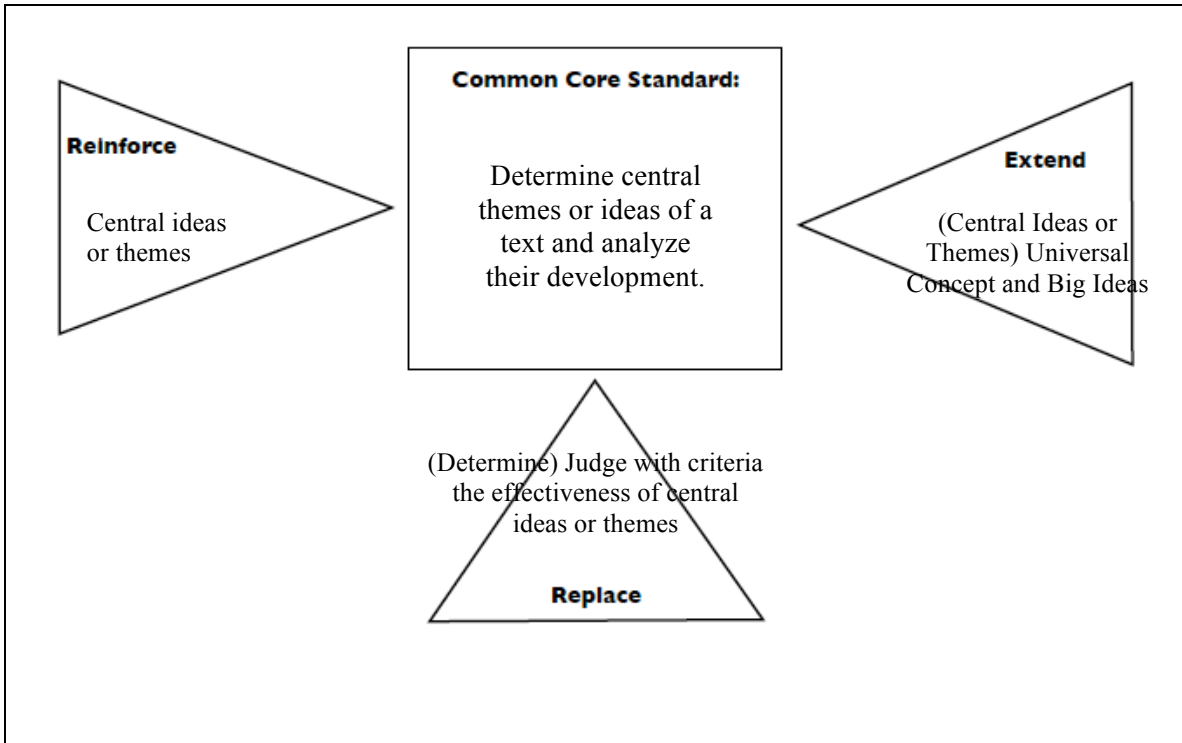 Common Core Standard:
Determine central
themes or ideas of a
text and analyze
their development.
Reinforce
Central ideas
or themes
Extend
(Central Ideas or
Themes) Universal
Concept and Big Ideas
(Determine) Judge with criteria
the effectiveness of central
ideas or themes
Replace